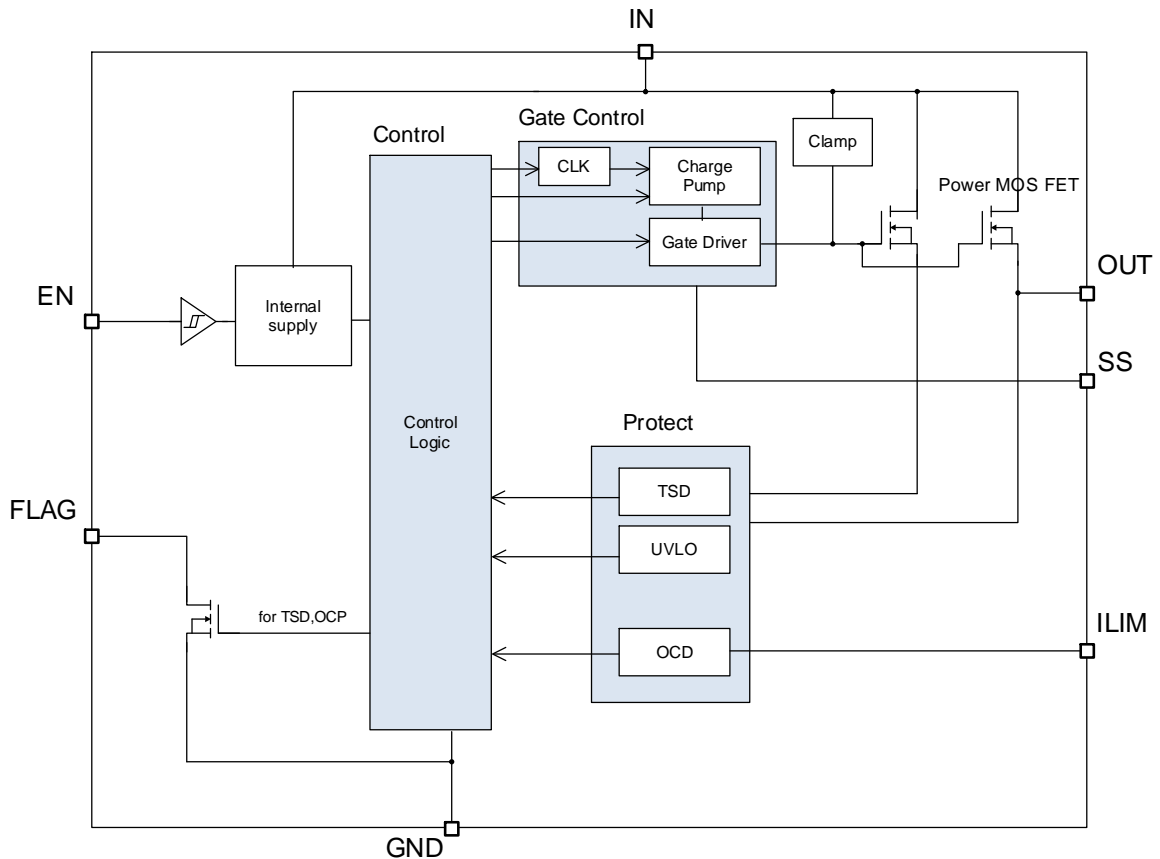 IN
Gate Control
Control
CLK
Charge
Pump
Clamp
Power MOS FET
Gate Driver
OUT
EN
Internal
supply
SS
Control
Logic
Protect
TSD
FLAG
UVLO
for TSD,OCP
ILIM
OCD
GND